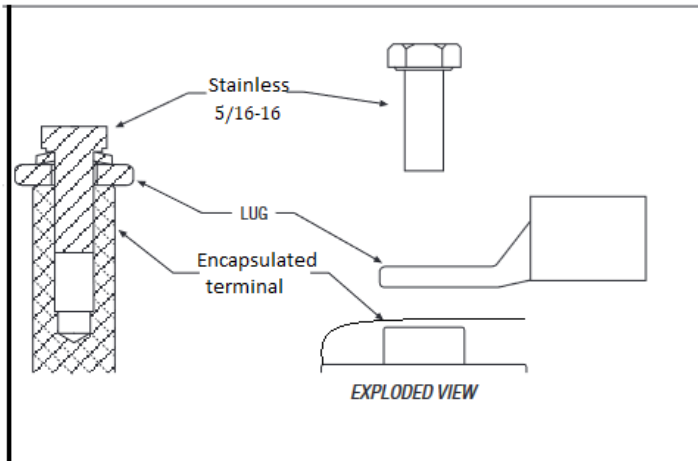 Stainless
5/16-16
LUG
Encapsulated
terminal
EXPLODED VIEW